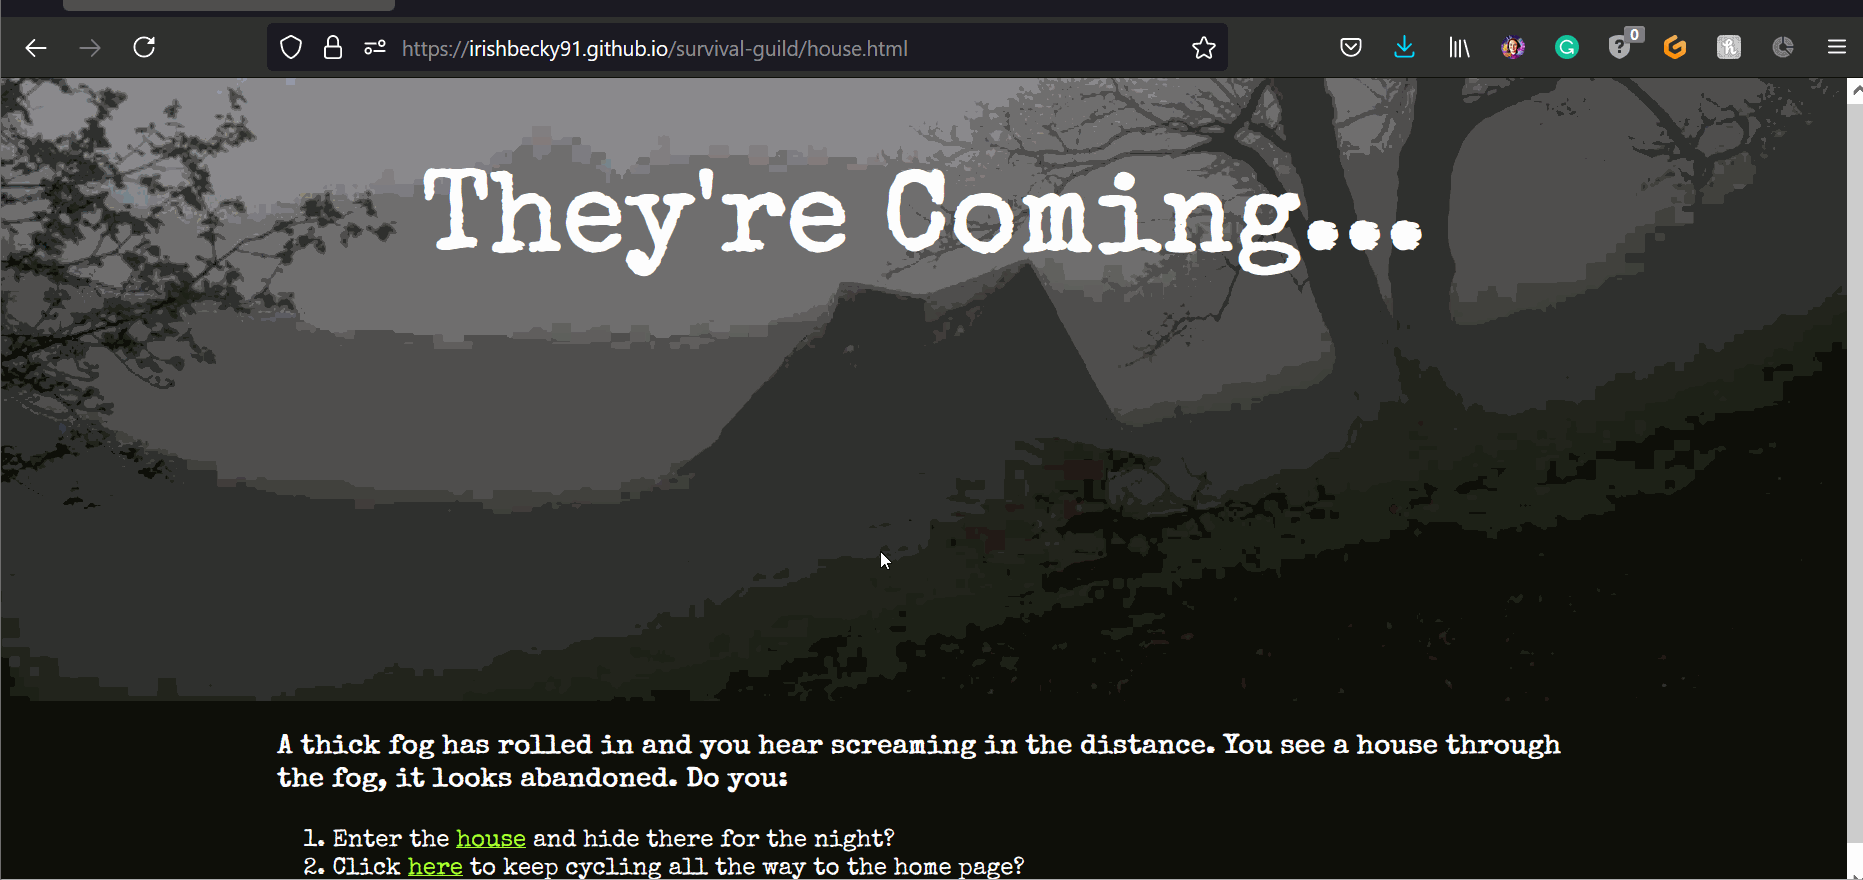 0
https://irishbecky91.github.io/survival-guild/house.html
They're Coming...
A thick fog has rolled in and you hear screaming in the distance. You see a house through
the fog, it looks abandoned. Do you:
1. Enter the house and hide there for the night?
2. Click here to keep cycling all the way to the home page?